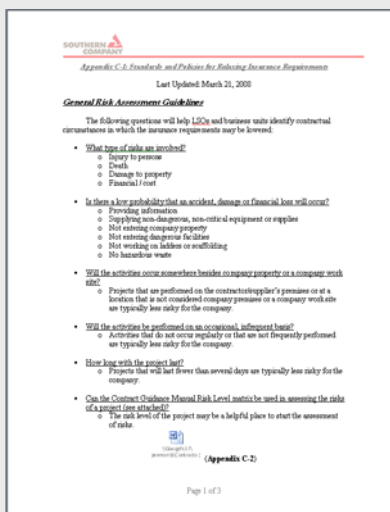 SOUTHERN
COMPANY
Appendix C-1: Standards and Policies for Relaxing Insurance Requirements
Last Updated: March 21, 2008
General Risk Assessment Guidelines
The following questions will help LSOs and business units identify contractual
circumstances in which the insurance requirements may be lowered:
• What type of risks are involved?
o Injury to persons
o Death
o Damage to property
o Financial / cost
• Is there a low probability that an accident, damage or financial loss will occur?
o Providing information
o Supplying non-dangerous, non-critical equipment or supplies
o Not entering company property
o Not entering dangerous facilities
o Not working on ladders or scaffolding
o No hazardous waste
• Will the activities occur somewhere besides company property or a company work
site?
o Projects that are performed on the contractor/supplier's premises or at a
location that is not considered company premises or a company work site
are typically less risky for the company.
• Will the activities be performed on an occasional, infrequent basis?
o Activities that do not occur regularly or that are not frequently performed
are typically less risky for the company.
• How long with the project last?
o Projects that will last fewer than several days are typically less risky for the
company.
• Can the Contract Guidance Manual Risk Level matrix be used in assessing the risks
of a project (see attached)?
o The risk level of the project may be a helpful place to start the assessment
of risks.
(Appendix C-2)
Page 1 of 3